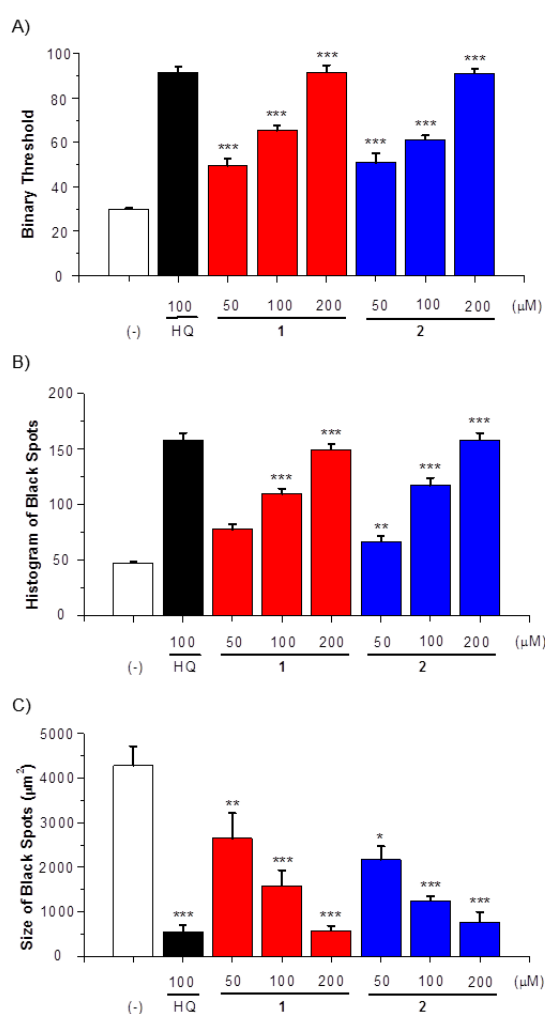 A)
Binary Threshold
100
80
60
40
20
0
*** *** *** *** *** ***
100 50 100 200 50 100 200 (μM)
(-) HQ 1 2
B)
Histogram of Black Spots
200
150
100
50
0
*** *** ** *** ***
100 50 100 200 50 100 200 (μM)
(-) HQ 1 2
C)
Size of Black Spots (μm²)
5000
4000
3000
2000
1000
0
*** ** *** *** * *** ***
100 50 100 200 50 100 200 (μM)
(-) HQ 1 2